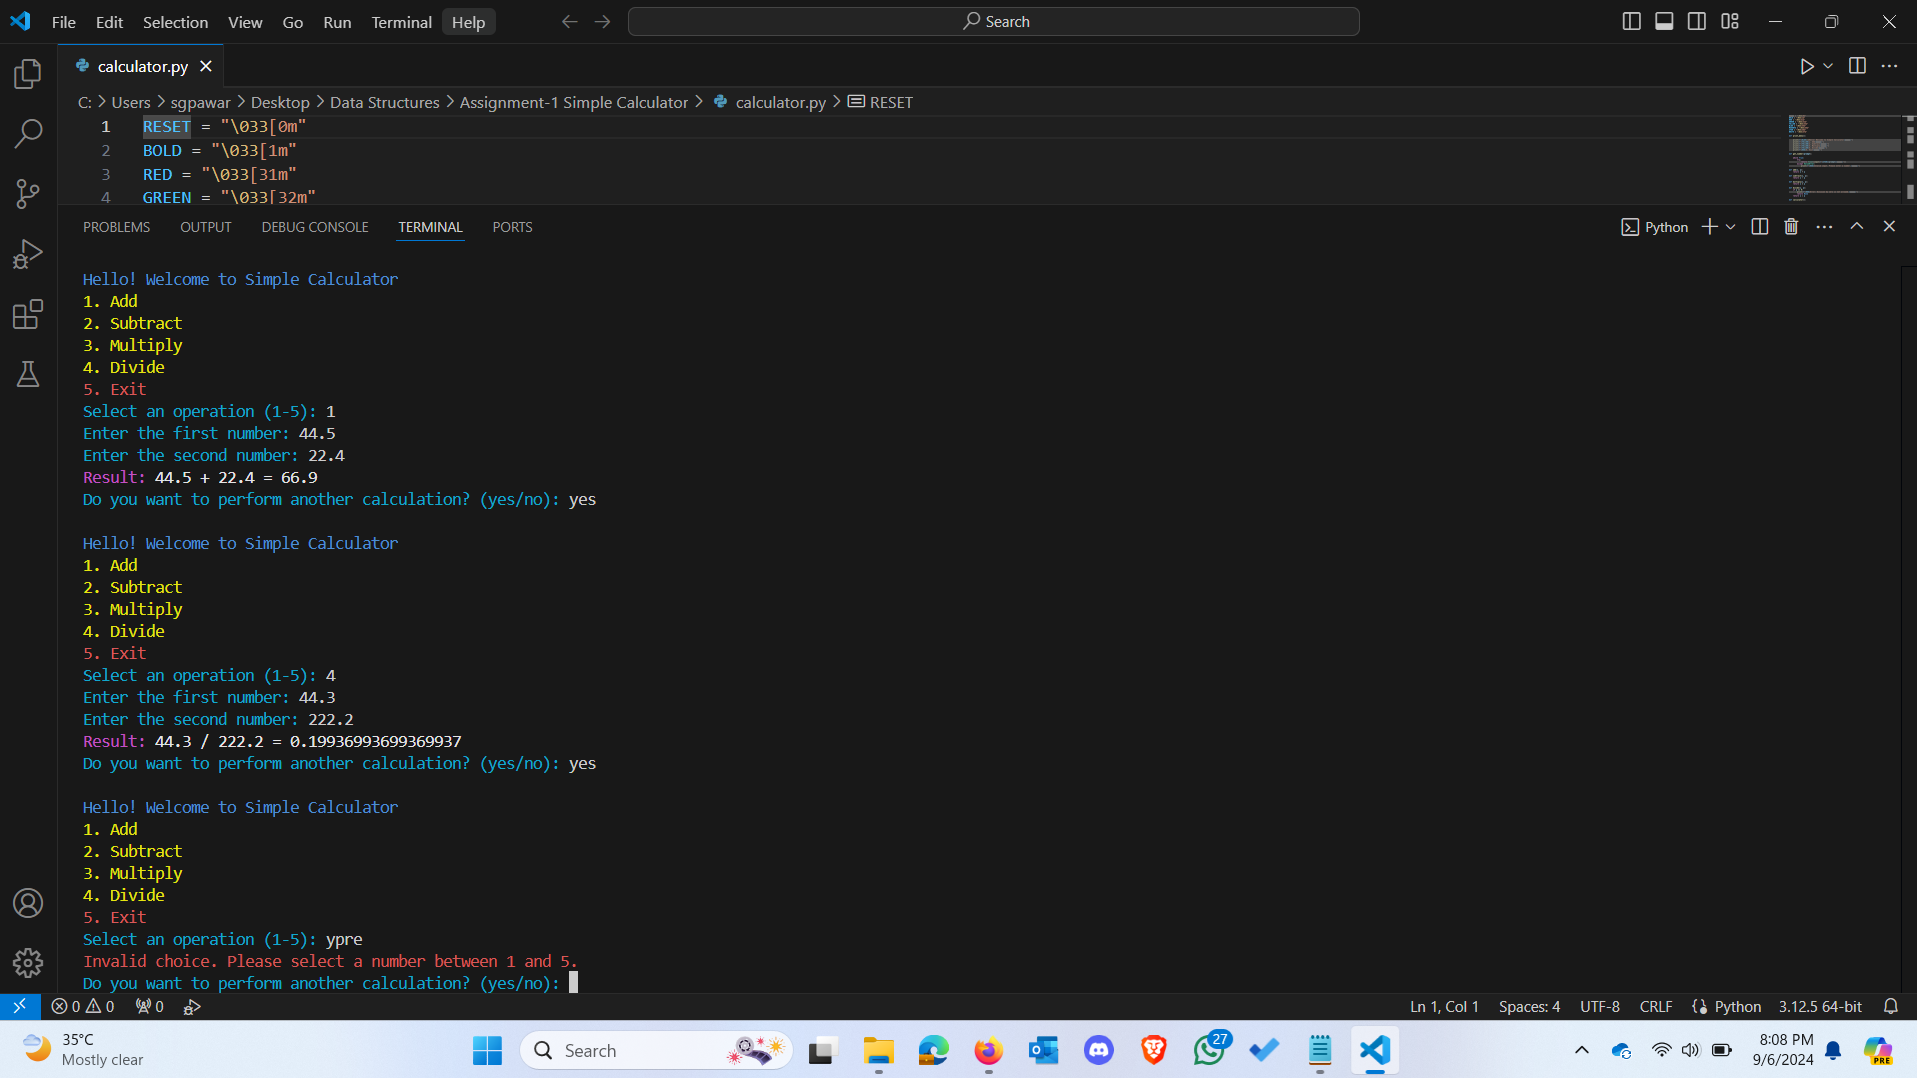 File Edit Selection View Go Run Terminal Help Search
calculator.py
C: > Users > sgpawar > Desktop > Data Structures > Assignment-1 Simple Calculator > calculator.py > RESET
1 RESET = "\033[0m"
2 BOLD = "\033[1m"
3 RED = "\033[31m"
4 GREEN = "\033[32m"
PROBLEMS OUTPUT DEBUG CONSOLE TERMINAL PORTS Python
Hello! Welcome to Simple Calculator
1. Add
2. Subtract
3. Multiply
4. Divide
5. Exit
Select an operation (1-5): 1
Enter the first number: 44.5
Enter the second number: 22.4
Result: 44.5 + 22.4 = 66.9
Do you want to perform another calculation? (yes/no): yes
Hello! Welcome to Simple Calculator
1. Add
2. Subtract
3. Multiply
4. Divide
5. Exit
Select an operation (1-5): 4
Enter the first number: 44.3
Enter the second number: 222.2
Result: 44.3 / 222.2 = 0.19936993699369937
Do you want to perform another calculation? (yes/no): yes
Hello! Welcome to Simple Calculator
1. Add
2. Subtract
3. Multiply
4. Divide
5. Exit
Select an operation (1-5): ypre
Invalid choice. Please select a number between 1 and 5.
Do you want to perform another calculation? (yes/no):
0 0 0 Ln 1, Col 1 Spaces: 4 UTF-8 CRLF Python 3.12.5 64-bit
35°C
Mostly clear
Search
27
8:08 PM
9/6/2024
PRE